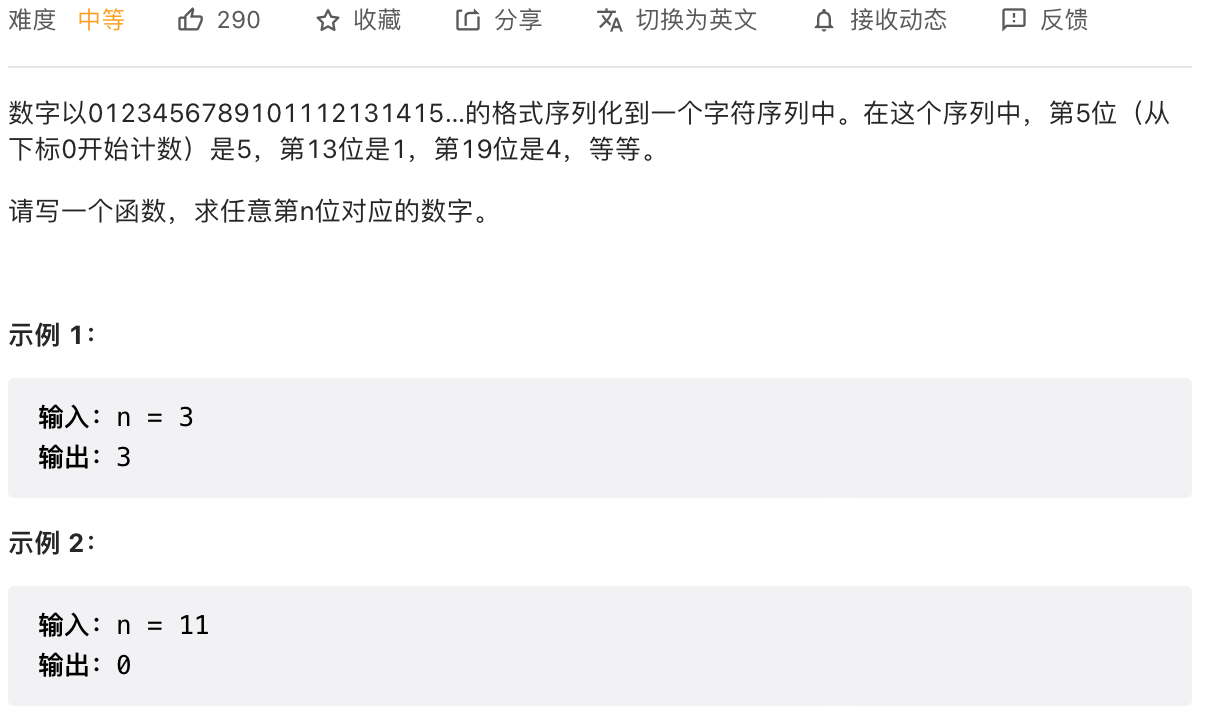 难度 中等 290 收藏 分享 切换为英文 接收动态 反馈
数字以0123456789101112131415…的格式序列化到一个字符序列中。在这个序列中，第5位（从
下标0开始计数）是5，第13位是1，第19位是4，等等。
请写一个函数，求任意第n位对应的数字。
示例 1：
输入：n = 3
输出：3
示例 2：
输入：n = 11
输出：0